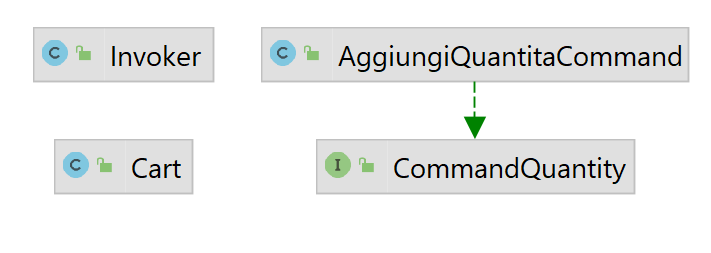 C Invoker
C AggiungiQuantitaCommand
C Cart
I CommandQuantity